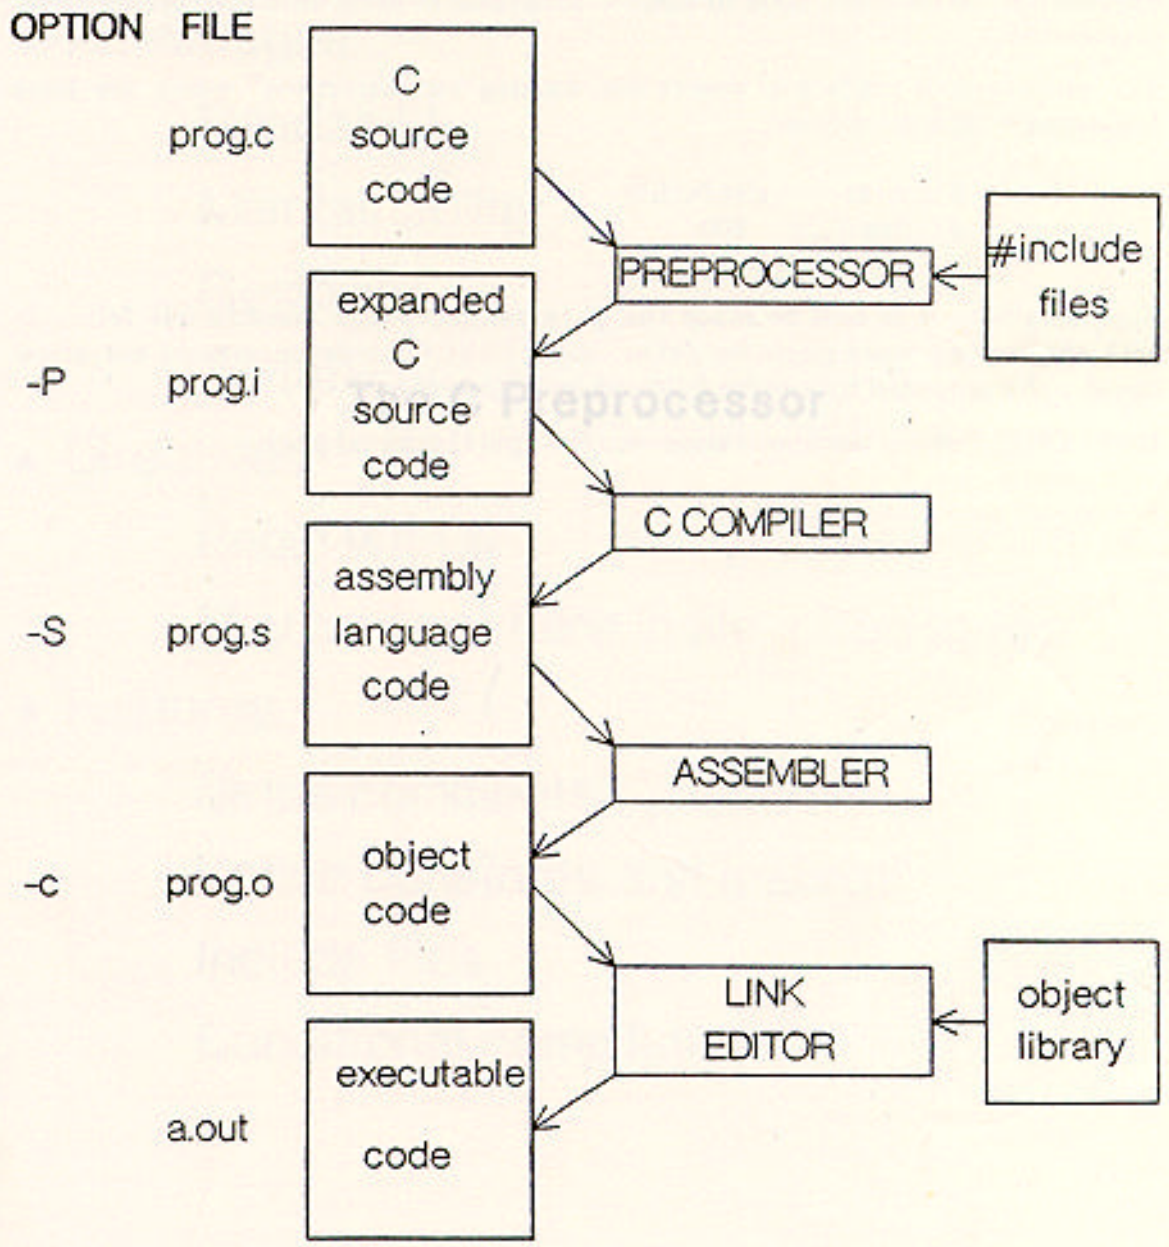 OPTION FILE
prog.c
C
source
code
PREPROCESSOR
#include
files
-P
prog.i
expanded
C
source
code
The C Preprocessor
C COMPILER
-S
prog.s
assembly
language
code
ASSEMBLER
-c
prog.o
object
code
LINK
EDITOR
object
library
a.out
executable
code